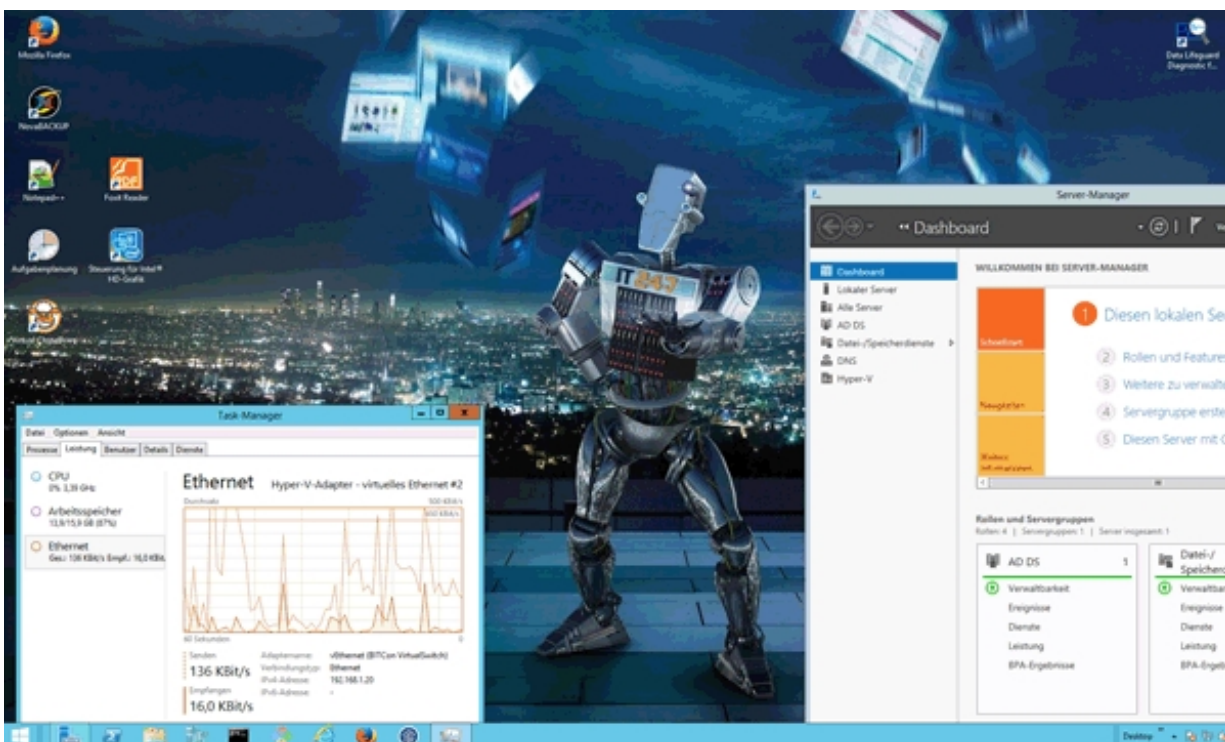 Mozilla Firefox
NovaBACKUP
Notepad++
Foxit Reader
Aufgabenplanung
Steuerung für Intel®
HD-Grafik
Data Lifeguard
Diagnostic f...
IT 247
Server-Manager
Dashboard
Dashboard
Lokaler Server
Alle Server
AD DS
Datei-/Speicherdienste
DNS
Hyper-V
WILLKOMMEN BEI SERVER-MANAGER
Schnellstart
Neuigkeiten
1 Diesen lokalen Se
2 Rollen und Features
3 Weitere zu verwalte
4 Servergruppe erste
5 Diesen Server mit C
Rollen und Servergruppen
Rollen: 4 | Servergruppen: 1 | Server insgesamt: 1
AD DS 1
Verwaltbarkeit
Ereignisse
Dienste
Leistung
BPA-Ergebnisse
Datei-/
Speicherd
Verwaltbar
Ereignisse
Dienste
Leistung
BPA-Ergeb
Task-Manager
Datei Optionen Ansicht
Prozesse Leistung Benutzer Details Dienste
CPU
0% 3,39 GHz
Arbeitsspeicher
13,9/15,9 GB (87%)
Ethernet
Ges.: 136 KBit/s Empf.: 16,0 KBit
Ethernet Hyper-V-Adapter - virtuelles Ethernet #2
Durchsatz 500 KBit/s
450 KBit/s
60 Sekunden 0
Senden
136 KBit/s
Empfangen
16,0 KBit/s
Adaptername: vEthernet (BITCon VirtualSwitch)
Verbindungstyp: Ethernet
IPv4-Adresse: 192.168.1.20
IPv6-Adresse: -
Desktop